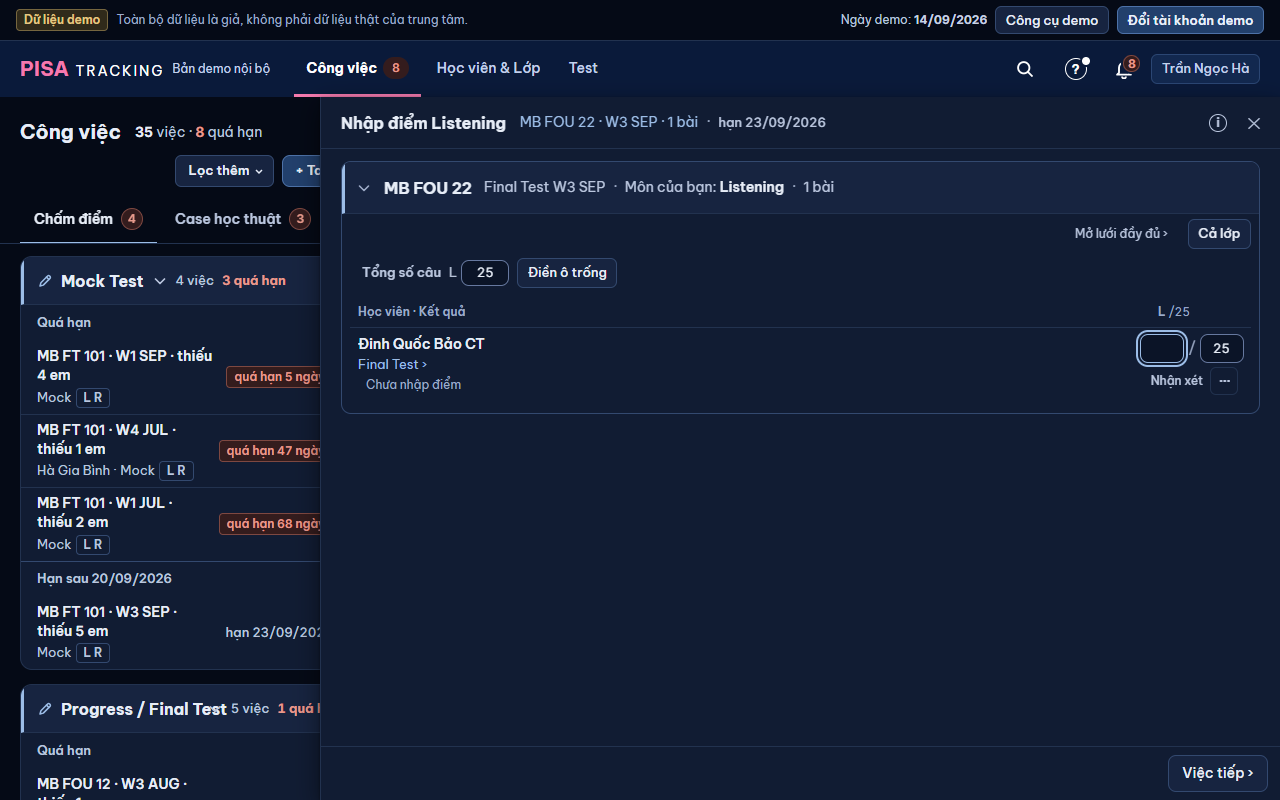 Dữ liệu demo Toàn bộ dữ liệu là giả, không phải dữ liệu thật của trung tâm.
Ngày demo: 14/09/2026 Công cụ demo Đổi tài khoản demo
PISA TRACKING Bản demo nội bộ Công việc 8 Học viên & Lớp Test ? 8 Trần Ngọc Hà
Công việc 35 việc · 8 quá hạn
Lọc thêm
Chấm điểm 4 Case học thuật 3
Mock Test 4 việc 3 quá hạn
Quá hạn
MB FT 101 · W1 SEP · thiếu
4 em
quá hạn 5 ngày
Mock L R
MB FT 101 · W4 JUL ·
thiếu 1 em
quá hạn 47 ngày
Hà Gia Bình · Mock L R
MB FT 101 · W1 JUL ·
thiếu 2 em
quá hạn 68 ngày
Mock L R
Hạn sau 20/09/2026
MB FT 101 · W3 SEP ·
thiếu 5 em
hạn 23/09/202
Mock L R
Progress / Final Test 5 việc 1 quá
Quá hạn
MB FOU 12 · W3 AUG ·
Nhập điểm Listening MB FOU 22 · W3 SEP · 1 bài · hạn 23/09/2026
MB FOU 22 Final Test W3 SEP · Môn của bạn: Listening · 1 bài
Mở lưới đầy đủ › Cả lớp
Tổng số câu L 25 Điền ô trống
Học viên · Kết quả L /25
Đinh Quốc Bảo CT / 25
Final Test ›
Chưa nhập điểm
Nhận xét ···
Việc tiếp ›